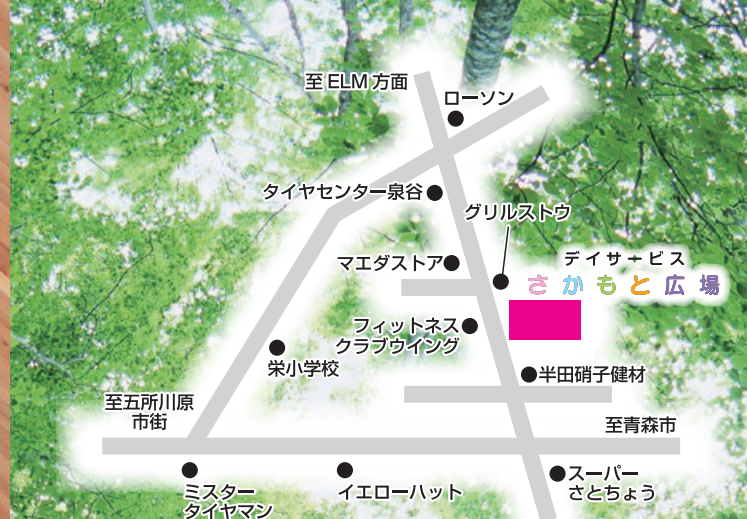 至ELM方面
ローソン
タイヤセンター泉谷
グリルストウ
マエダストア
デイサービス
さかもと広場
フィットネス
クラブウイング
栄小学校
半田硝子健材
至五所川原
市街
至青森市
ミスター
タイヤマン
イエローハット
スーパー
さとちょう